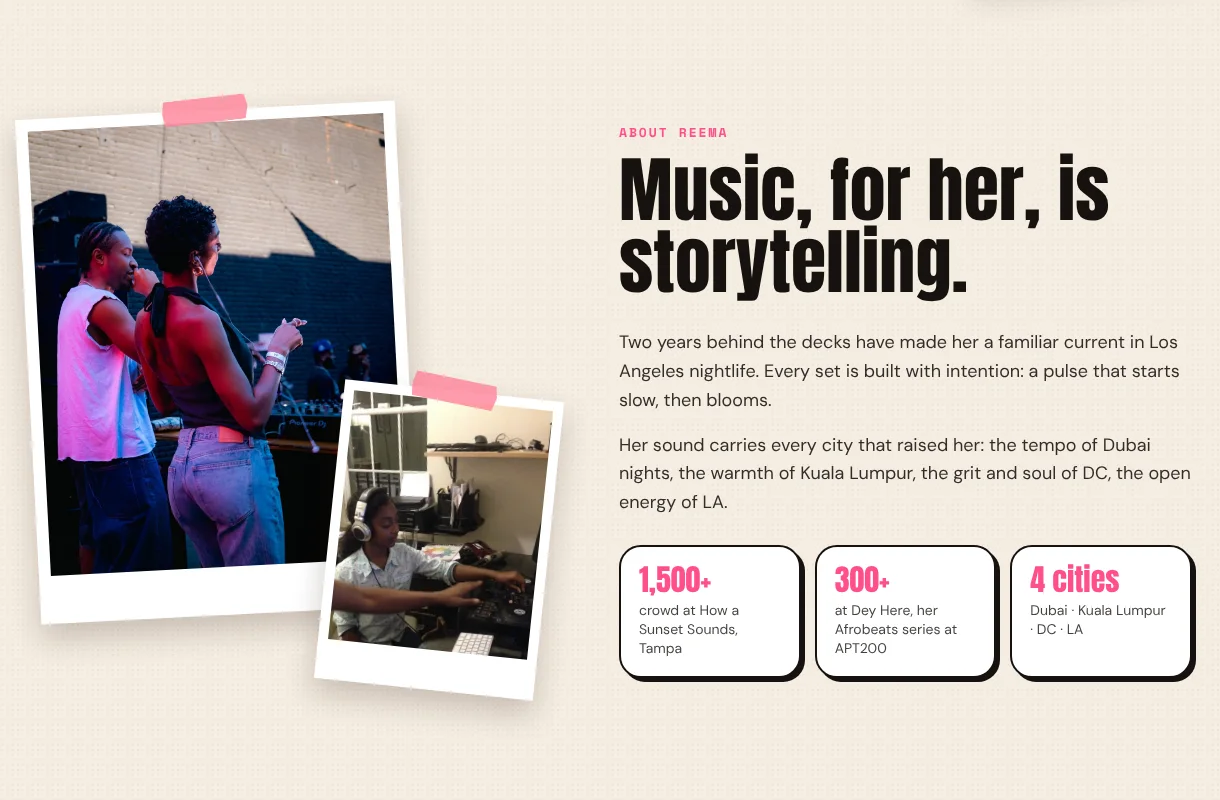 ABOUT REEMA
Music, for her, is
storytelling.
Two years behind the decks have made her a familiar current in Los
Angeles nightlife. Every set is built with intention: a pulse that starts
slow, then blooms.
Her sound carries every city that raised her: the tempo of Dubai
nights, the warmth of Kuala Lumpur, the grit and soul of DC, the open
energy of LA.
1,500+
crowd at How a
Sunset Sounds,
Tampa
300+
at Dey Here, her
Afrobeats series at
APT200
4 cities
Dubai · Kuala Lumpur
· DC · LA
Pioneer Dj